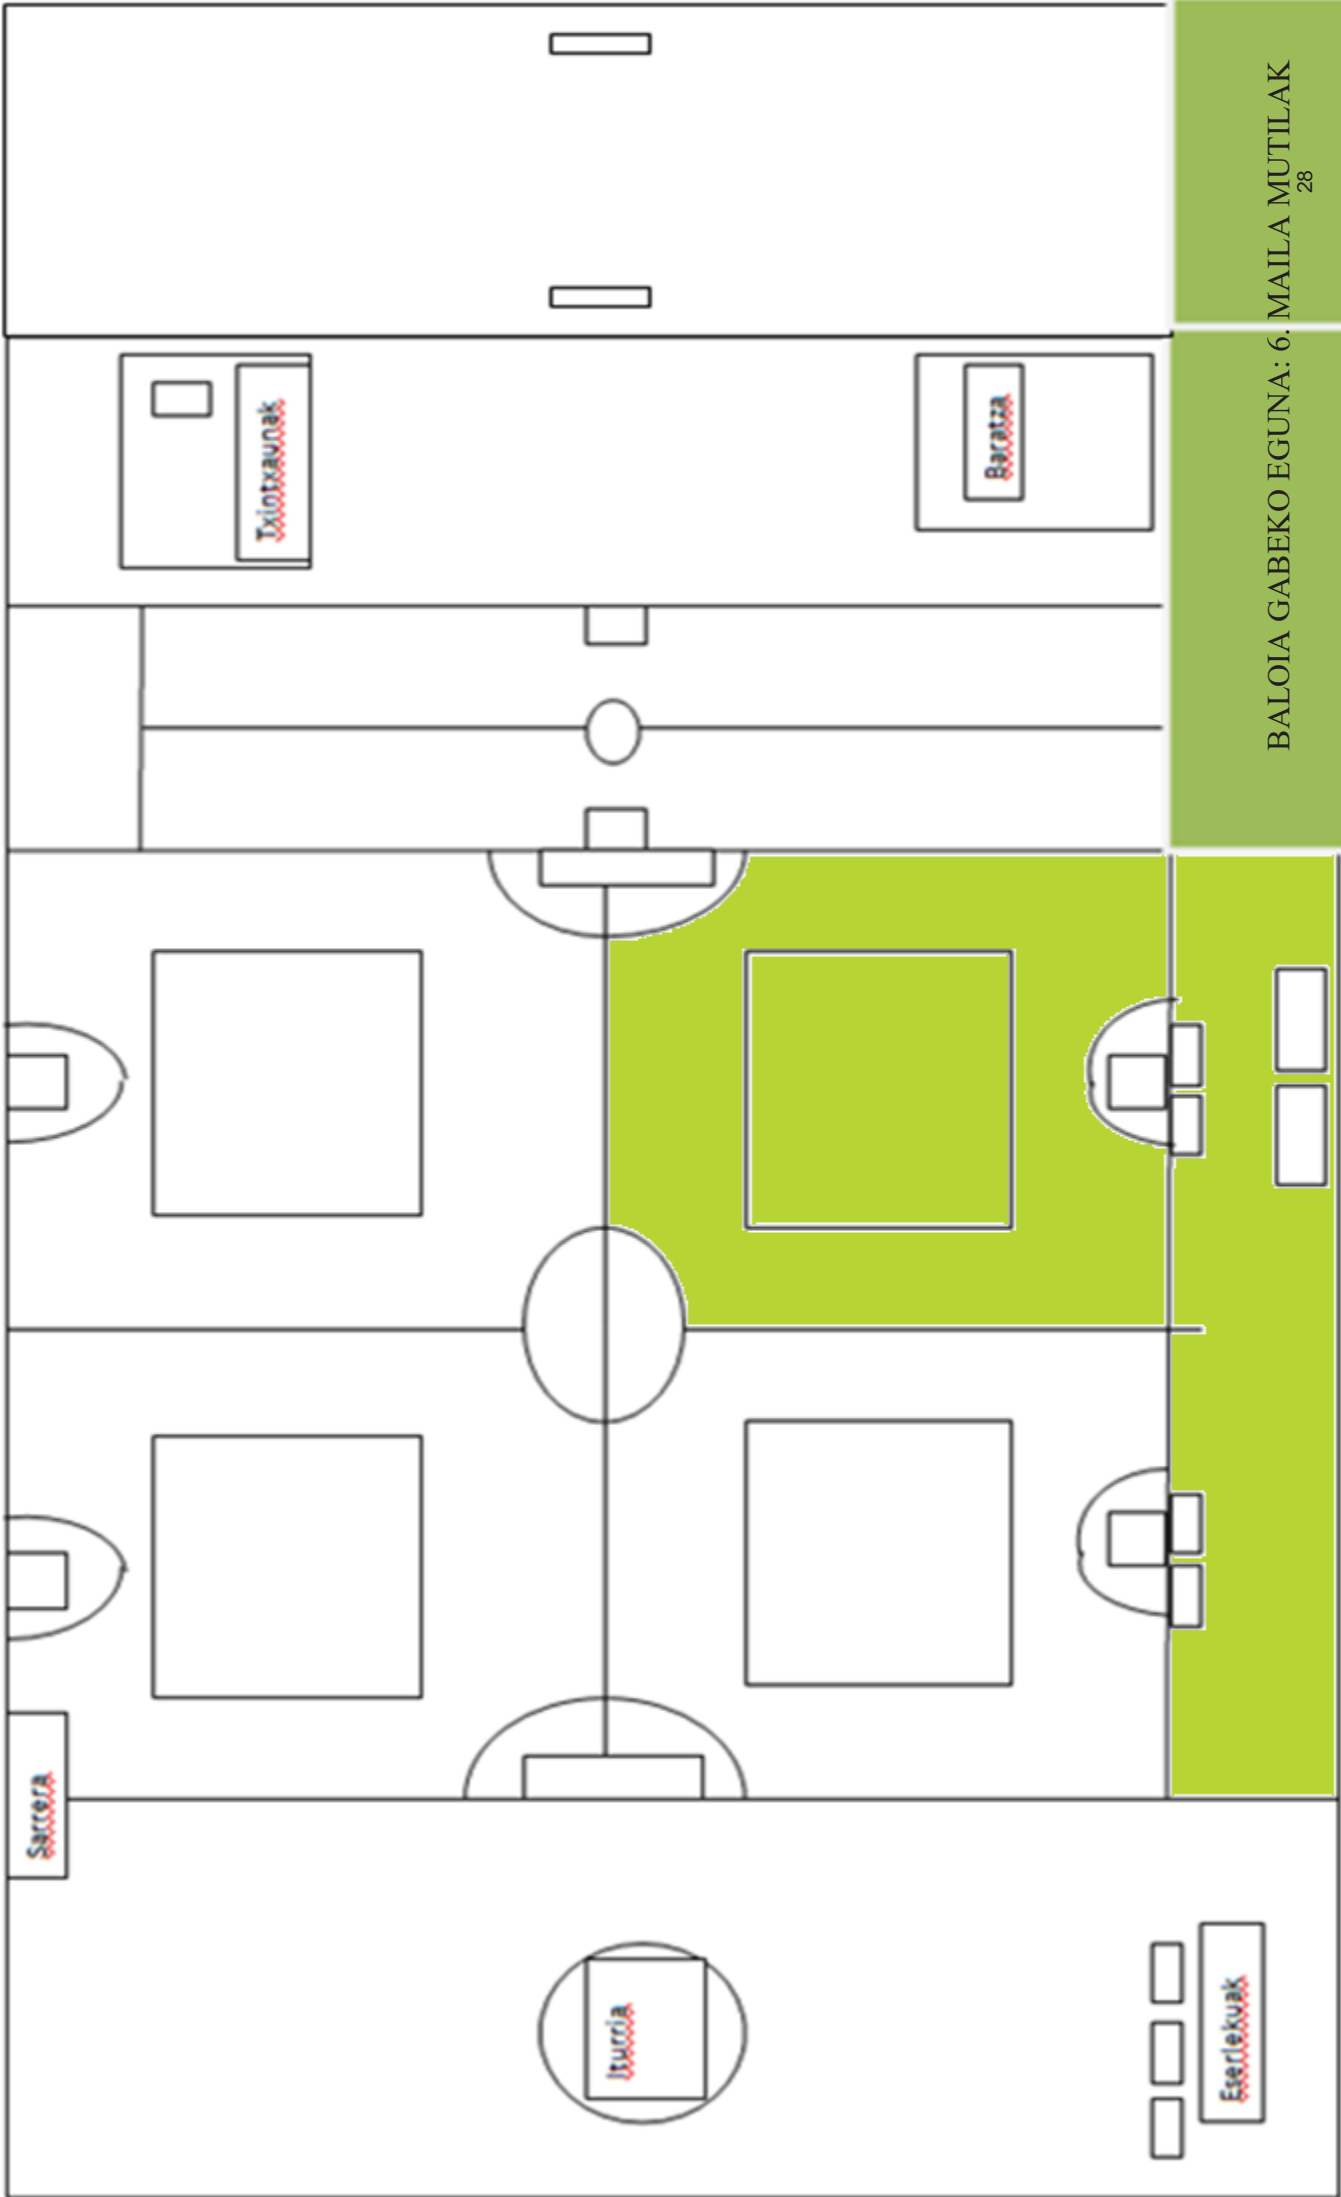 BALOIA GABEKO EGUNA: 6. MAILA MUTILAK
28
Sarrera
Txintxaunak
Iturria
Baratza
Eserlekuak